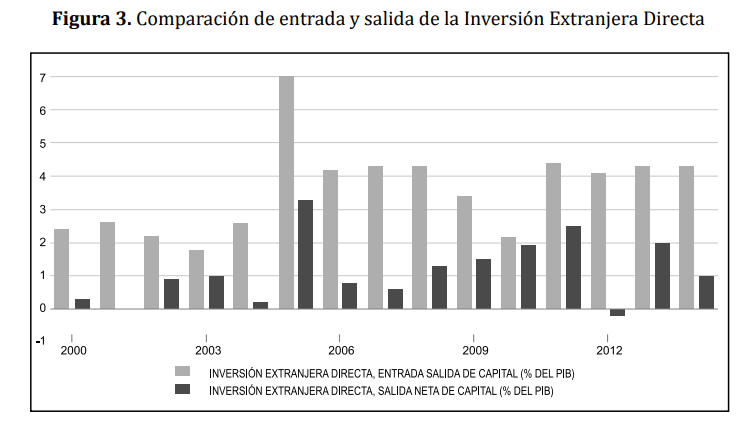 Figura 3. Comparación de entrada y salida de la Inversión Extranjera Directa
7
6
5
4
3
2
1
0
-1
2000 2003 2006 2009 2012
INVERSIÓN EXTRANJERA DIRECTA, ENTRADA SALIDA DE CAPITAL (% DEL PIB)
INVERSIÓN EXTRANJERA DIRECTA, SALIDA NETA DE CAPITAL (% DEL PIB)